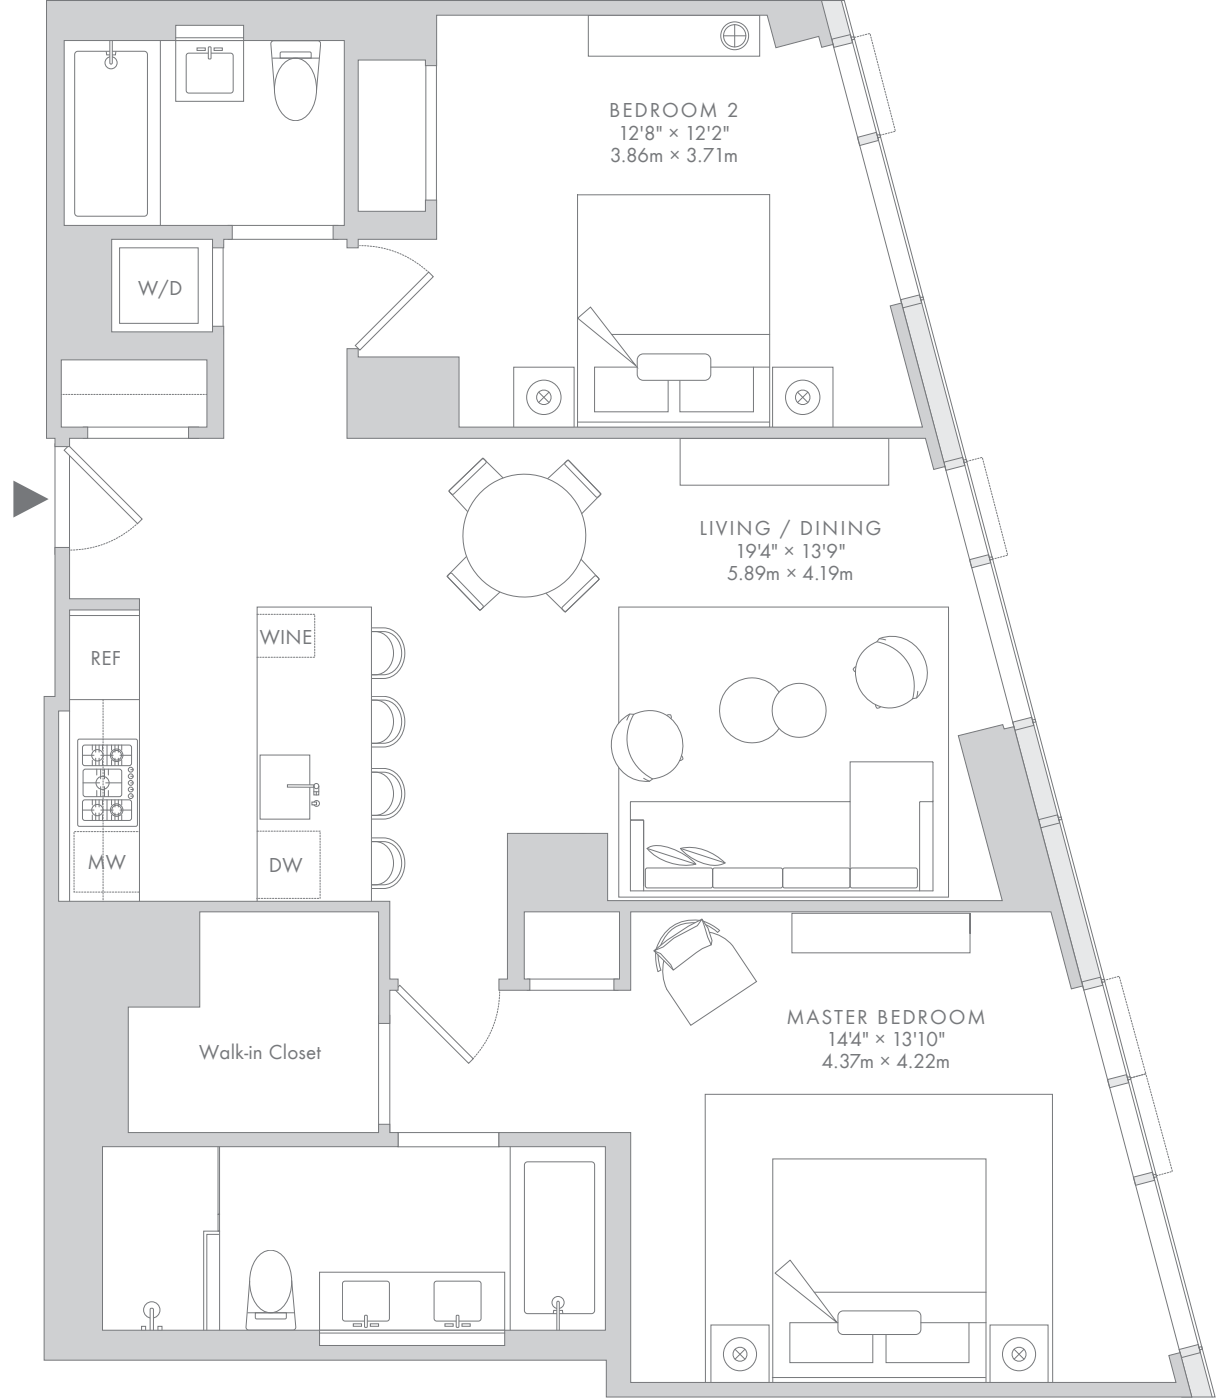 BEDROOM 2
12'8" × 12'2"
3.86m × 3.71m
W/D
LIVING / DINING
19'4" × 13'9"
5.89m × 4.19m
WINE
REF
MW
DW
MASTER BEDROOM
14'4" × 13'10"
4.37m × 4.22m
Walk-in Closet